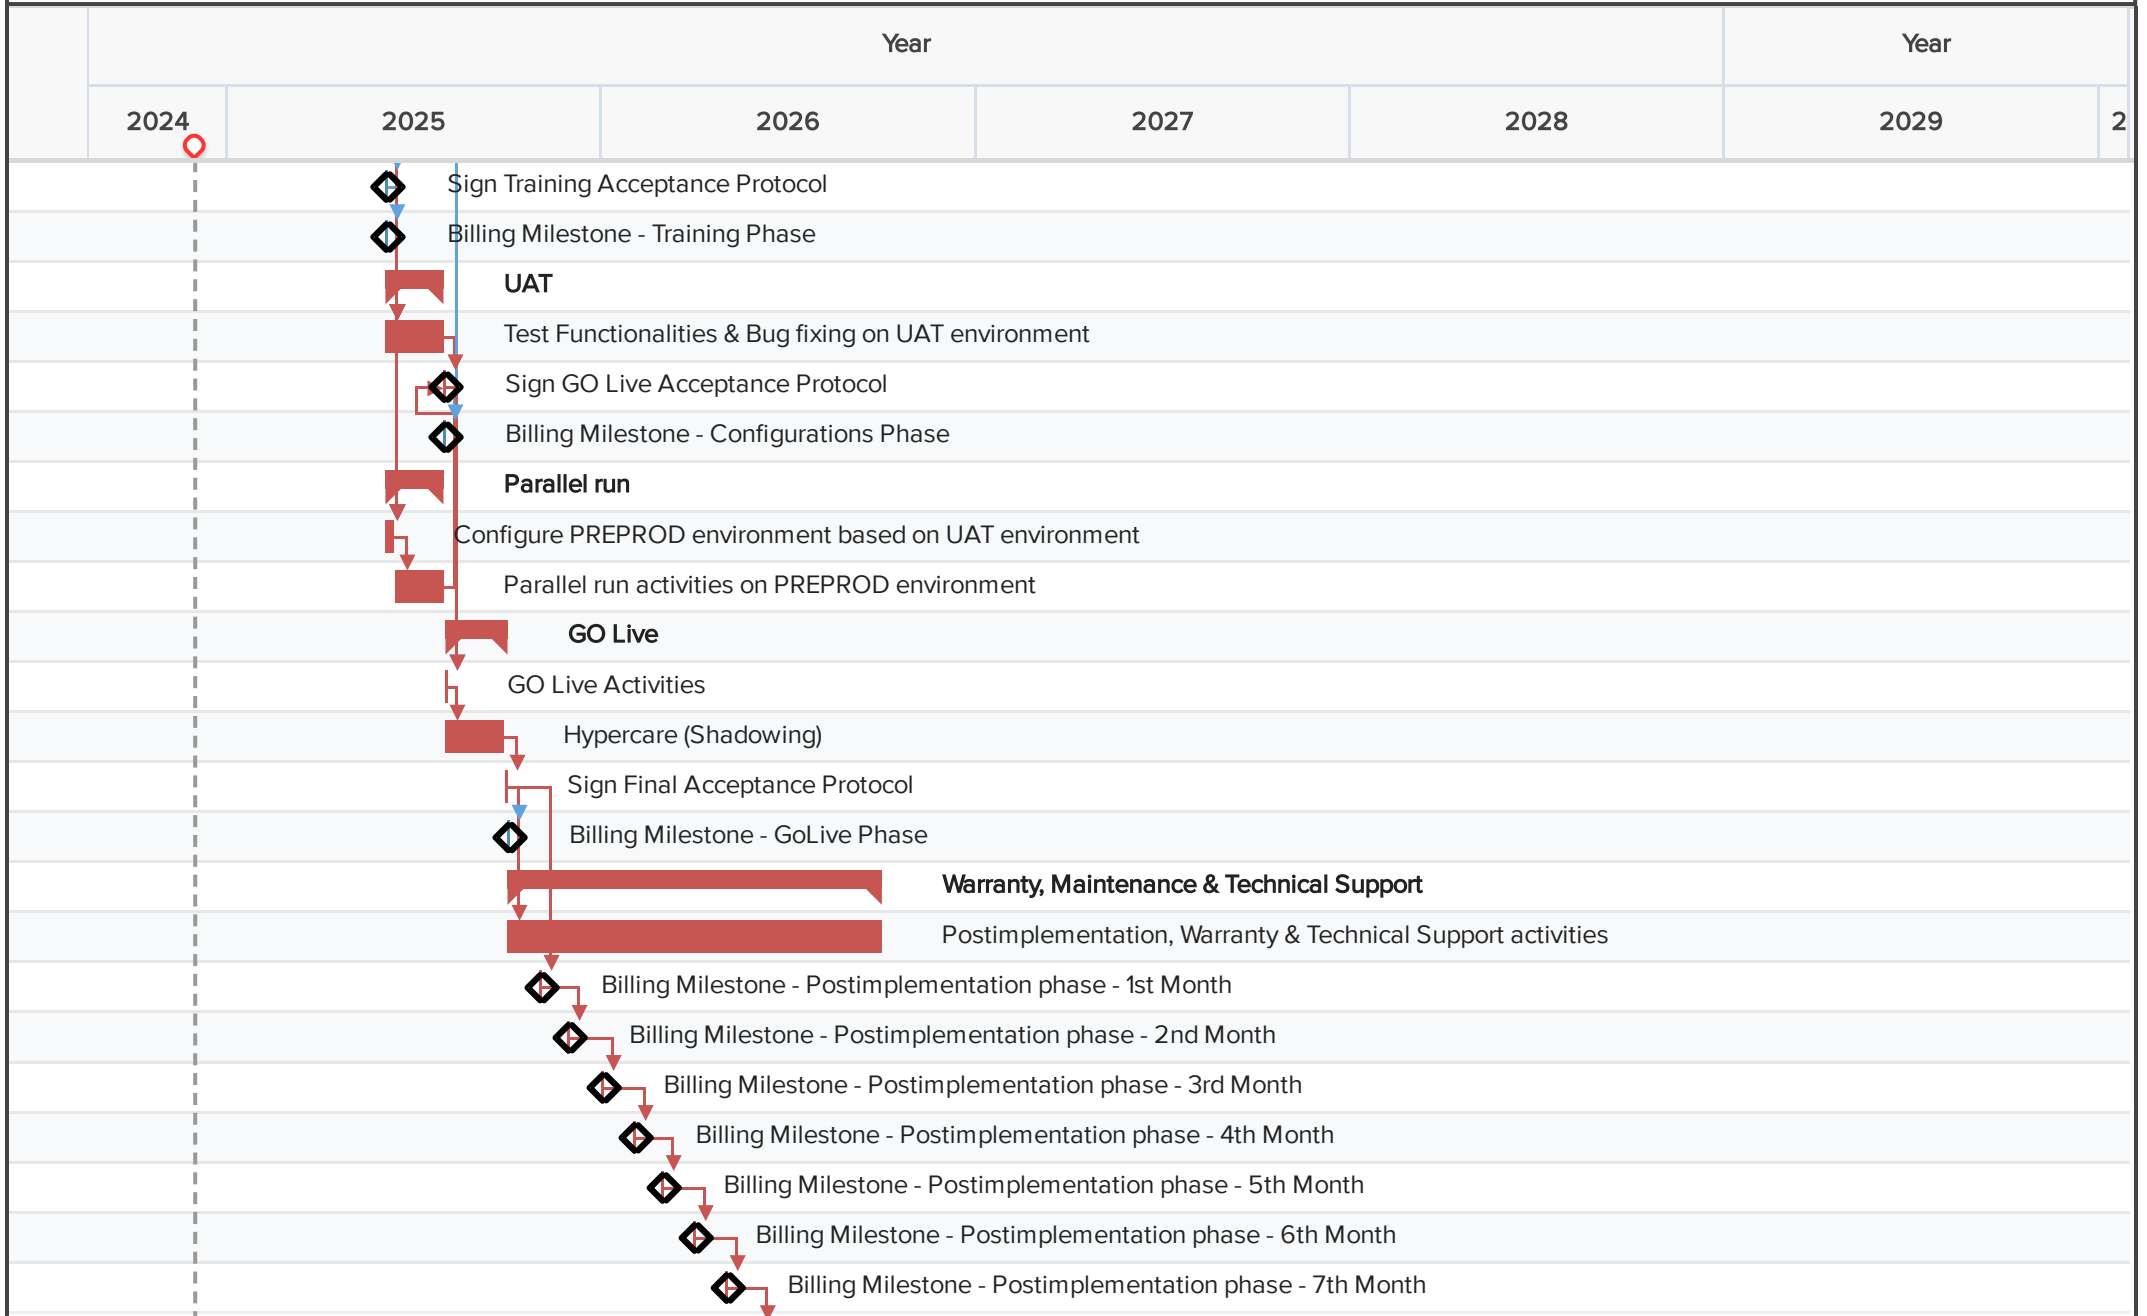 Year Year
2024 2025 2026 2027 2028 2029 2
Sign Training Acceptance Protocol
Billing Milestone - Training Phase
UAT
Test Functionalities & Bug fixing on UAT environment
Sign GO Live Acceptance Protocol
Billing Milestone - Configurations Phase
Parallel run
Configure PREPROD environment based on UAT environment
Parallel run activities on PREPROD environment
GO Live
GO Live Activities
Hypercare (Shadowing)
Sign Final Acceptance Protocol
Billing Milestone - GoLive Phase
Warranty, Maintenance & Technical Support
Postimplementation, Warranty & Technical Support activities
Billing Milestone - Postimplementation phase - 1st Month
Billing Milestone - Postimplementation phase - 2nd Month
Billing Milestone - Postimplementation phase - 3rd Month
Billing Milestone - Postimplementation phase - 4th Month
Billing Milestone - Postimplementation phase - 5th Month
Billing Milestone - Postimplementation phase - 6th Month
Billing Milestone - Postimplementation phase - 7th Month